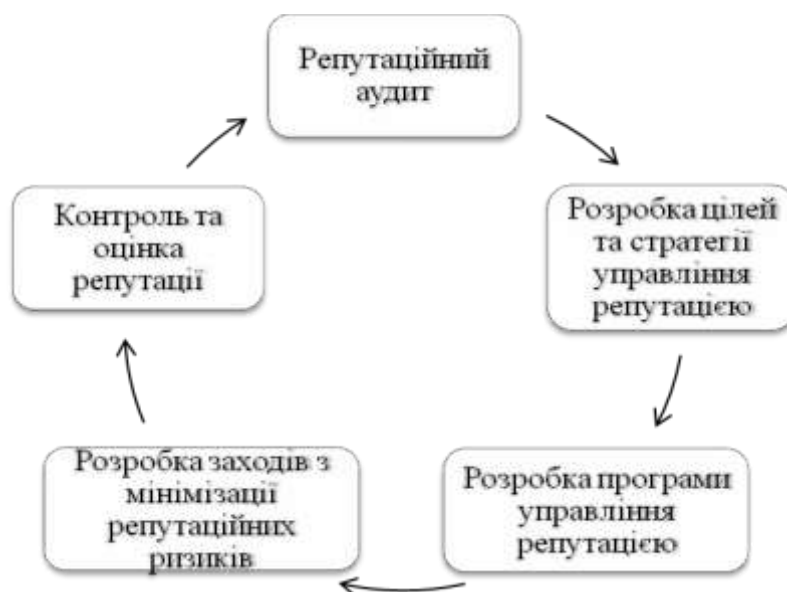 Репутаційний
аудит
Розробка цілей
та стратегії
управління
репутацією
Розробка програми
управління
репутацією
Розробка заходів з
мінімізації
репутаційних
ризиків
Контроль та
оцінка
репутації